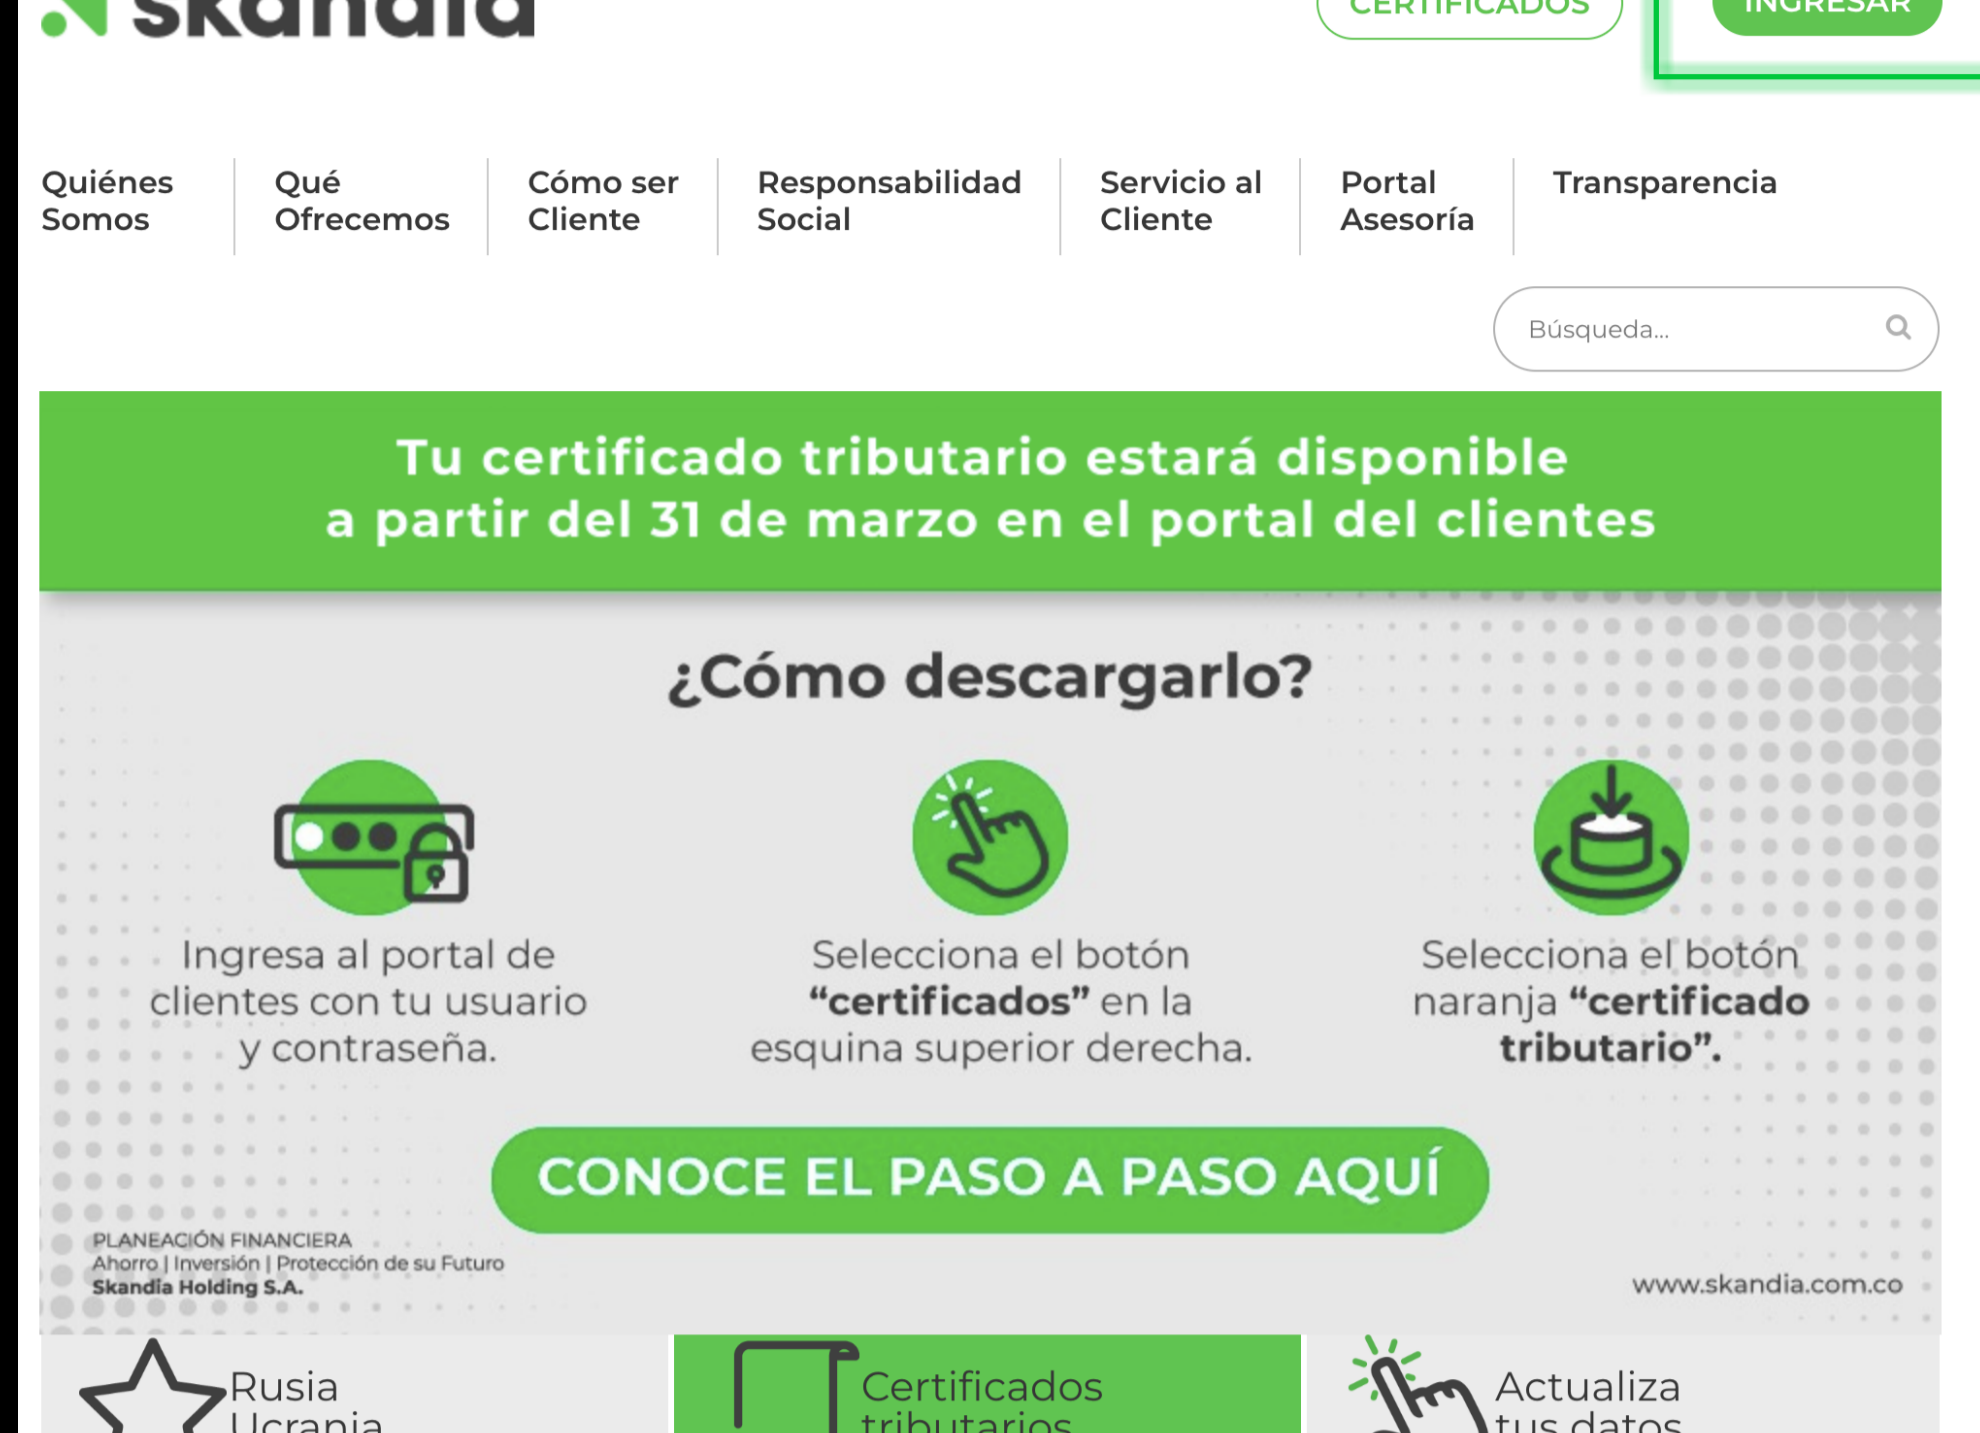 skandia
CERTIFICADOS
INGRESAR
Quiénes
Somos
Qué
Ofrecemos
Cómo ser
Cliente
Responsabilidad
Social
Servicio al
Cliente
Portal
Asesoría
Transparencia
Búsqueda...
Tu certificado tributario estará disponible
a partir del 31 de marzo en el portal del clientes
¿Cómo descargarlo?
Ingresa al portal de
clientes con tu usuario
y contraseña.
Selecciona el botón
“certificados” en la
esquina superior derecha.
Selecciona el botón
naranja “certificado
tributario”.
CONOCE EL PASO A PASO AQUÍ
PLANEACIÓN FINANCIERA
Ahorro | Inversión | Protección de su Futuro
Skandia Holding S.A.
www.skandia.com.co
Rusia
Ucrania
Certificados
tributarios
Actualiza
tus datos